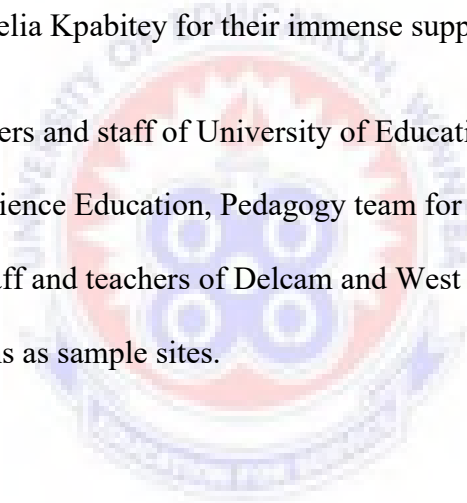 elia Kpabitey for their immense supp
ers and staff of University of Educati
ience Education, Pedagogy team for
ff and teachers of Delcam and West
s as sample sites.